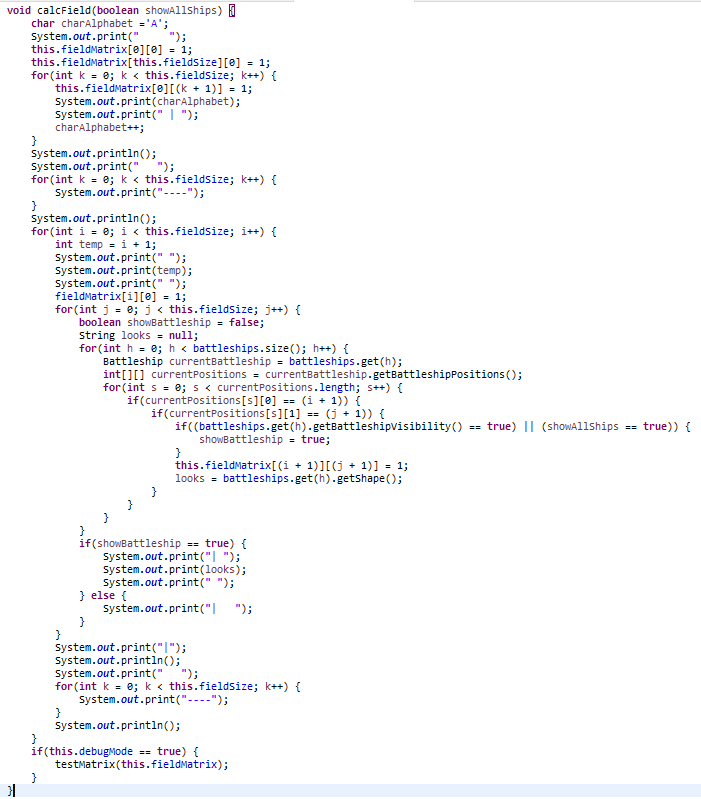 void calcField(boolean showAllShips) {
    char charAlphabet ='A';
    System.out.print("     ");
    this.fieldMatrix[0][0] = 1;
    this.fieldMatrix[this.fieldSize][0] = 1;
    for(int k = 0; k < this.fieldSize; k++) {
        this.fieldMatrix[0][(k + 1)] = 1;
        System.out.print(charAlphabet);
        System.out.print(" | ");
        charAlphabet++;
    }
    System.out.println();
    System.out.print("   ");
    for(int k = 0; k < this.fieldSize; k++) {
        System.out.print("----");
    }
    System.out.println();
    for(int i = 0; i < this.fieldSize; i++) {
        int temp = i + 1;
        System.out.print(" ");
        System.out.print(temp);
        System.out.print(" ");
        fieldMatrix[i][0] = 1;
        for(int j = 0; j < this.fieldSize; j++) {
            boolean showBattleship = false;
            String looks = null;
            for(int h = 0; h < battleships.size(); h++) {
                Battleship currentBattleship = battleships.get(h);
                int[][] currentPositions = currentBattleship.getBattleshipPositions();
                for(int s = 0; s < currentPositions.length; s++) {
                    if(currentPositions[s][0] == (i + 1)) {
                        if(currentPositions[s][1] == (j + 1)) {
                            if((battleships.get(h).getBattleshipVisibility() == true) || (showAllShips == true)) {
                                showBattleship = true;
                            }
                            this.fieldMatrix[(i + 1)][(j + 1)] = 1;
                            looks = battleships.get(h).getShape();
                        }
                    }
                }
            }
            if(showBattleship == true) {
                System.out.print("| ");
                System.out.print(looks);
                System.out.print(" ");
            } else {
                System.out.print("|   ");
            }
        }
        System.out.print("|");
        System.out.println();
        System.out.print("   ");
        for(int k = 0; k < this.fieldSize; k++) {
            System.out.print("----");
        }
        System.out.println();
    }
    if(this.debugMode == true) {
        testMatrix(this.fieldMatrix);
    }
}